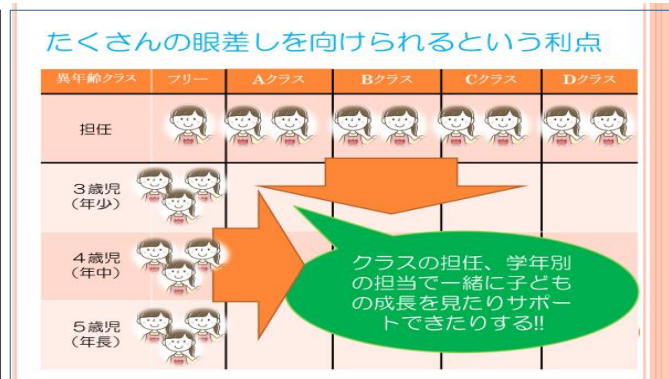 たくさんの眼差しを向けられるという利点
異年齢クラス フリー Aクラス Bクラス Cクラス Dクラス
担任
3歳児
(年少)
4歳児
(年中)
5歳児
(年長)
クラスの担任、学年別
の担当で一緒に子ども
の成長を見たりサポー
トできたりする!!